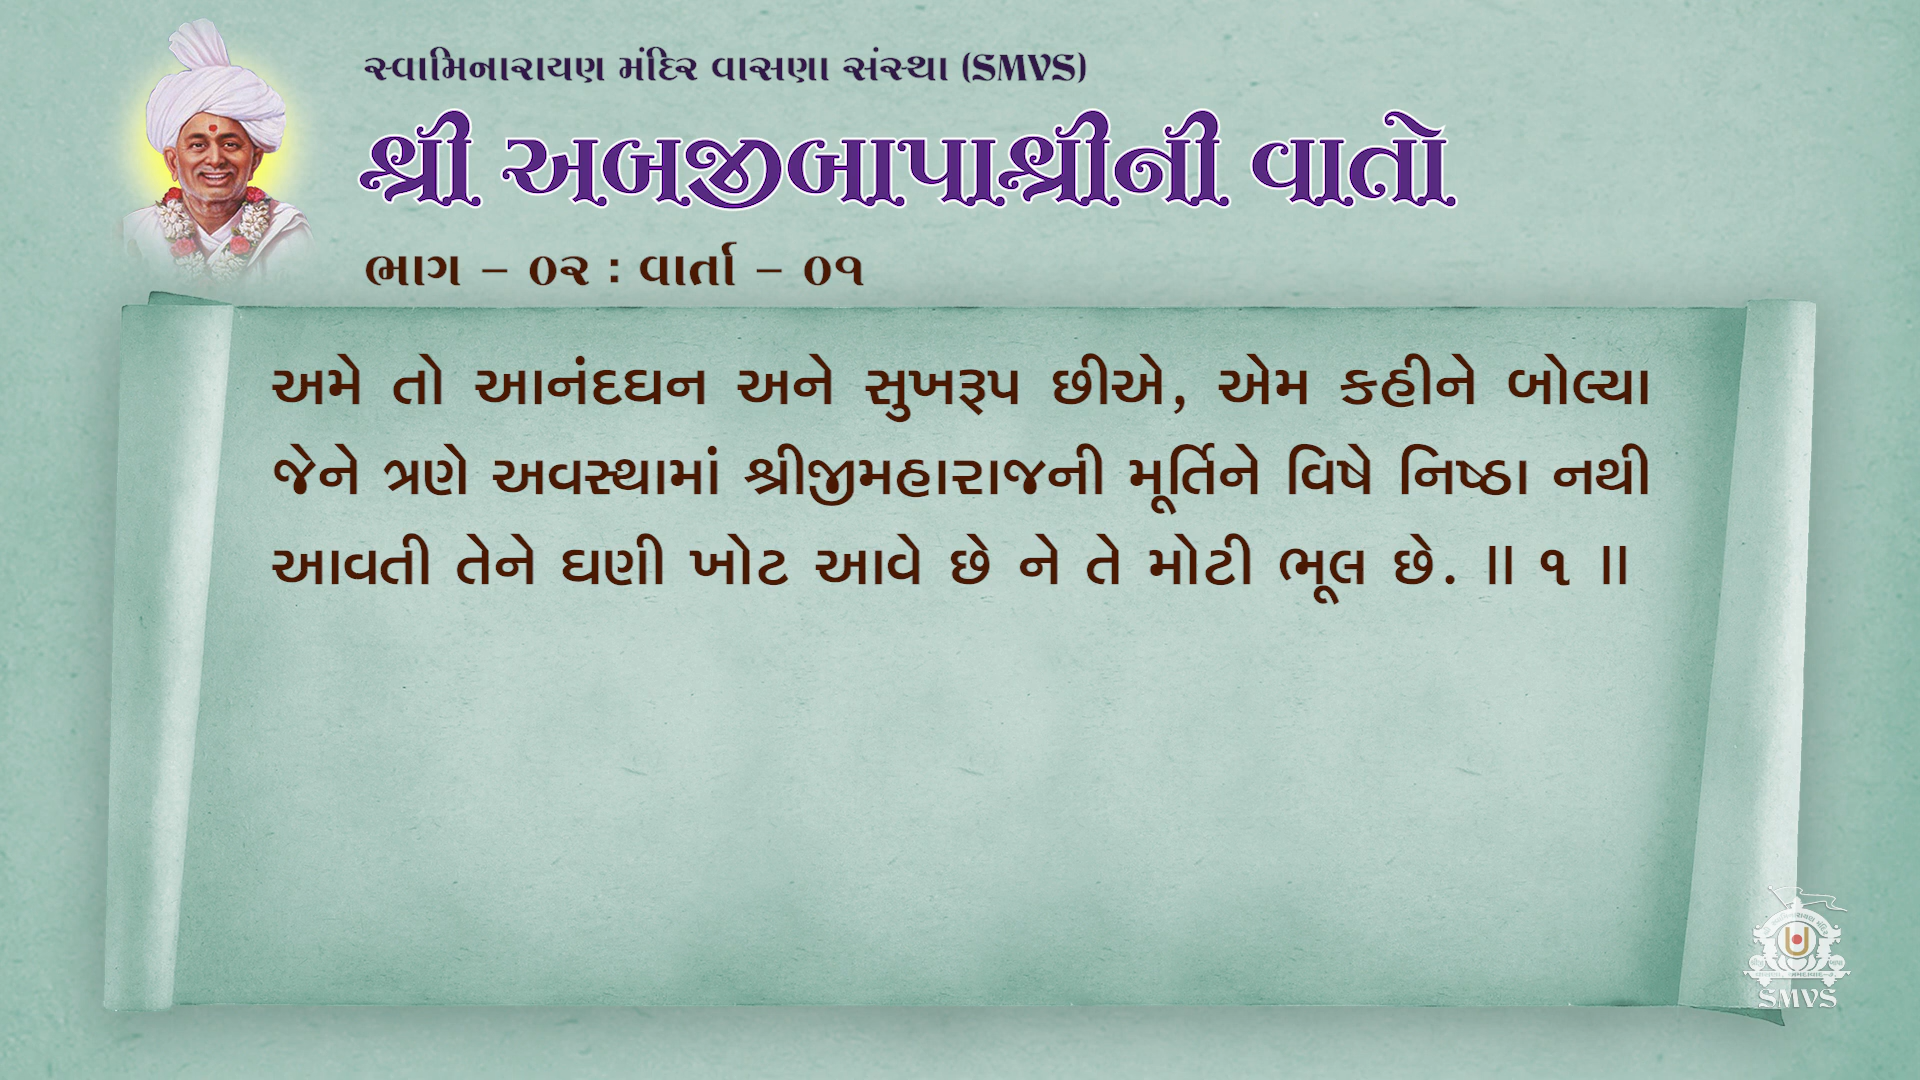 સ્વામિનારાયણ મંદિર વાસણા સંસ્થા (SMVS)
શ્રી અબજીબાપાશ્રીની વાતો
ભાગ – ૦૨ : વાર્તા – ૦૧
અમે તો આનંદઘન અને સુખરૂપ છીએ, એમ કહીને બોલ્યા
જેને ત્રણે અવસ્થામાં શ્રીજીમહારાજની મૂર્તિને વિષે નિષ્ઠા નથી
આવતી તેને ઘણી ખોટ આવે છે ને તે મોટી ભૂલ છે. ॥ ૧ ॥
SMVS